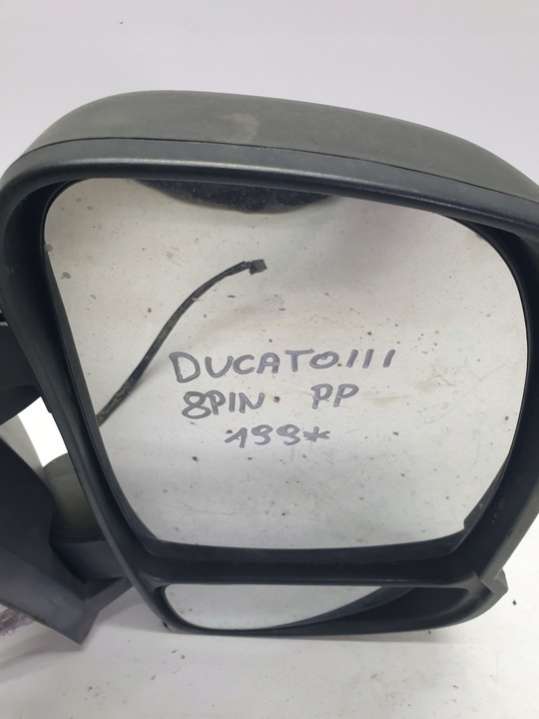 DUCATO III
8PIN. PP
199*